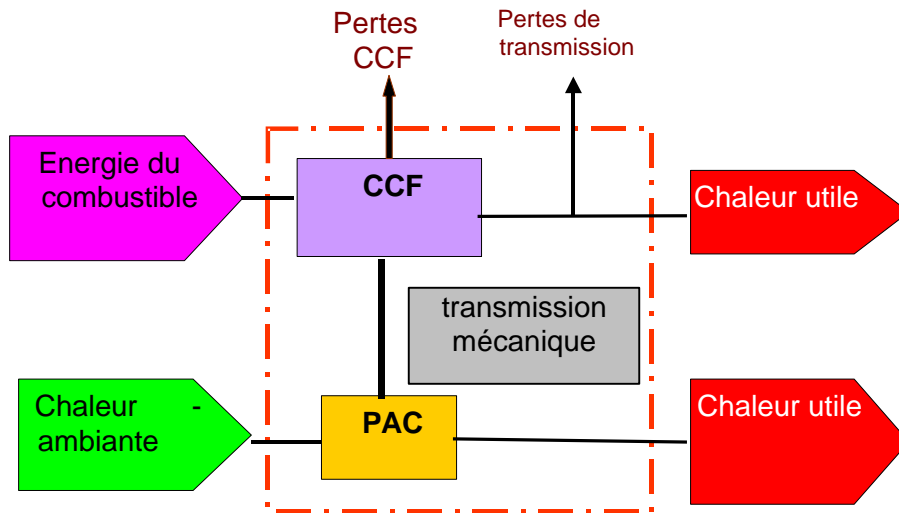 Pertes
CCF
Pertes de
transmission
Energie du
combustible
CCF
Chaleur utile
transmission
mécanique
Chaleur -
ambiante
PAC
Chaleur utile